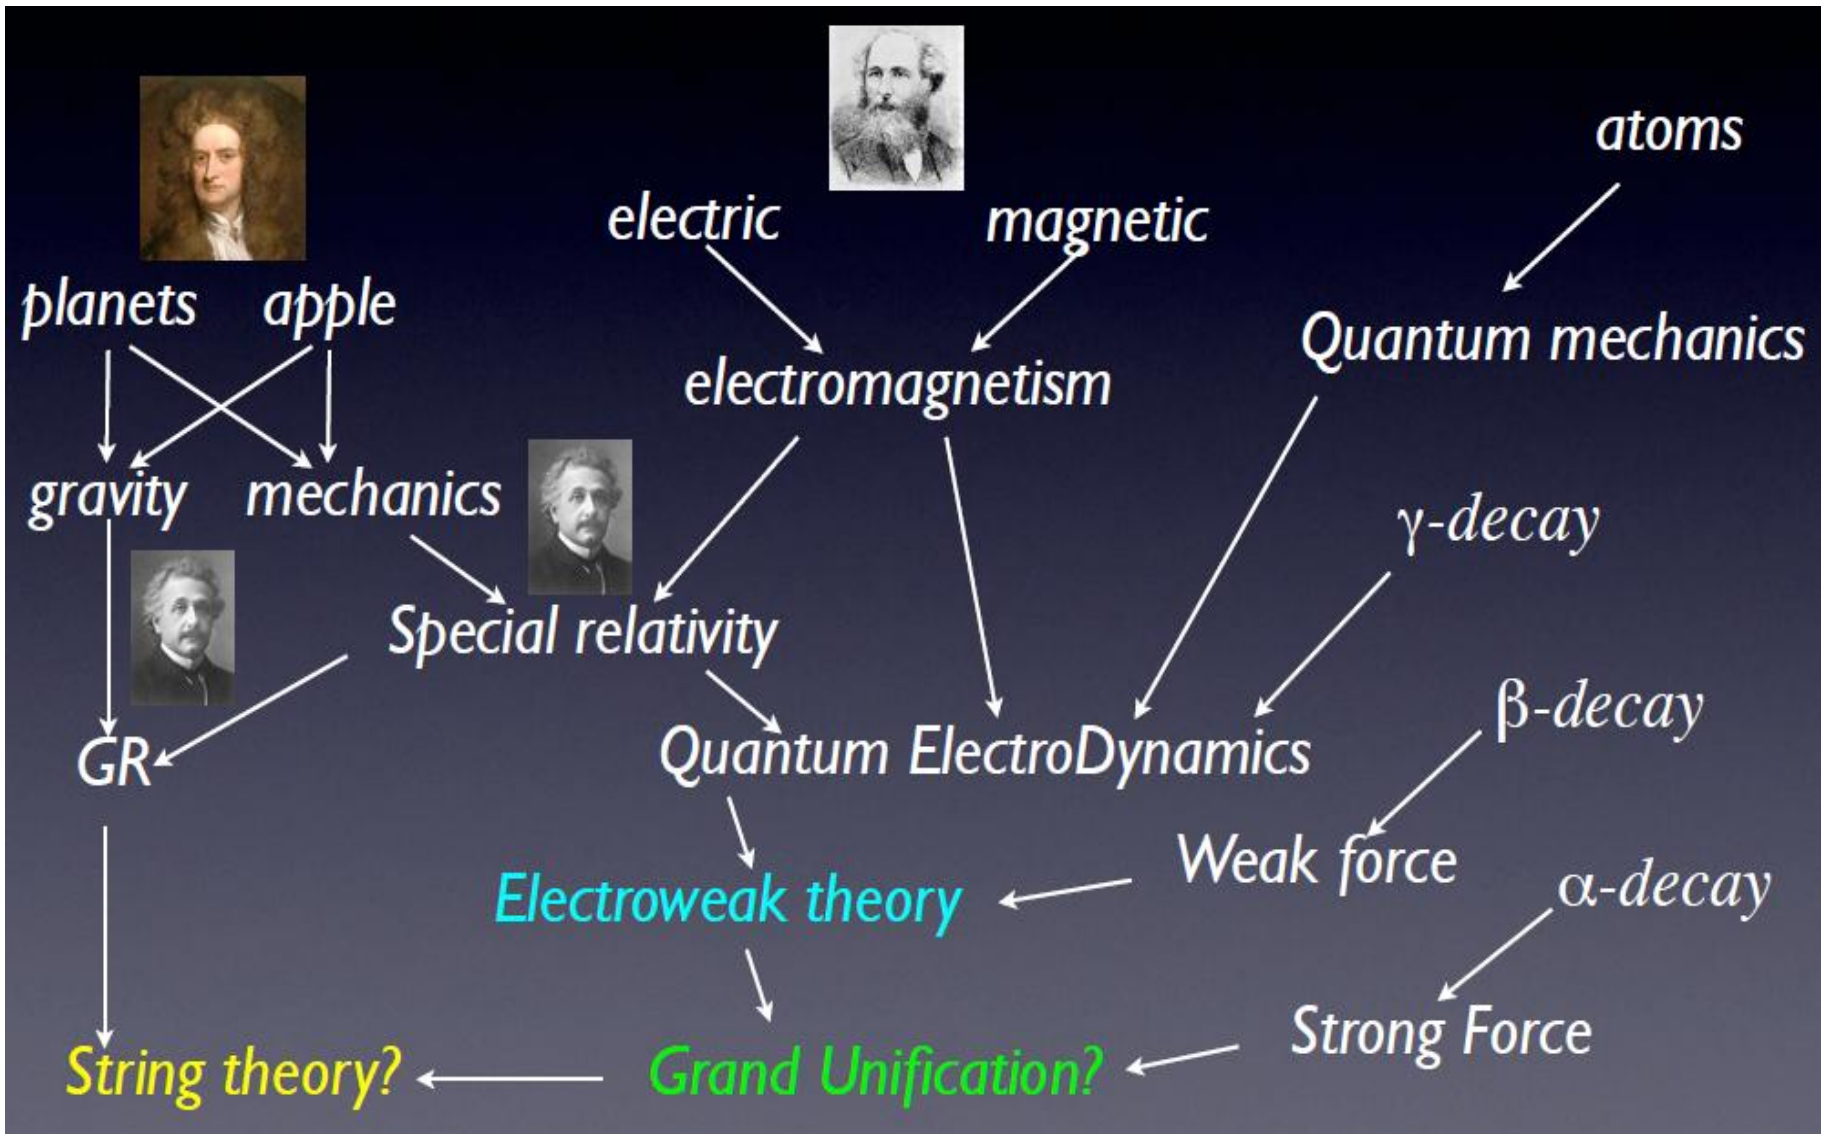 atoms
electric
magnetic
planets
apple
Quantum mechanics
electromagnetism
gravity
mechanics
γ-decay
Special relativity
β-decay
GR
Quantum ElectroDynamics
Weak force
α-decay
Electroweak theory
Strong Force
String theory?
Grand Unification?